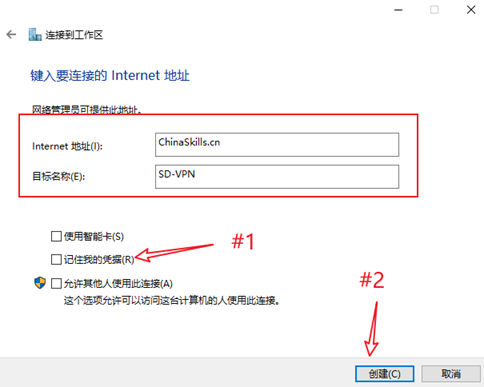 连接到工作区
键入要连接的 Internet 地址
网络管理员可提供此地址。
Internet 地址(I):
ChinaSkills.cn
目标名称(E):
SD-VPN
使用智能卡(S)
#1
记住我的凭据(R)
允许其他人使用此连接(A)
这个选项允许可以访问这台计算机的人使用此连接。
#2
创建(C)
取消